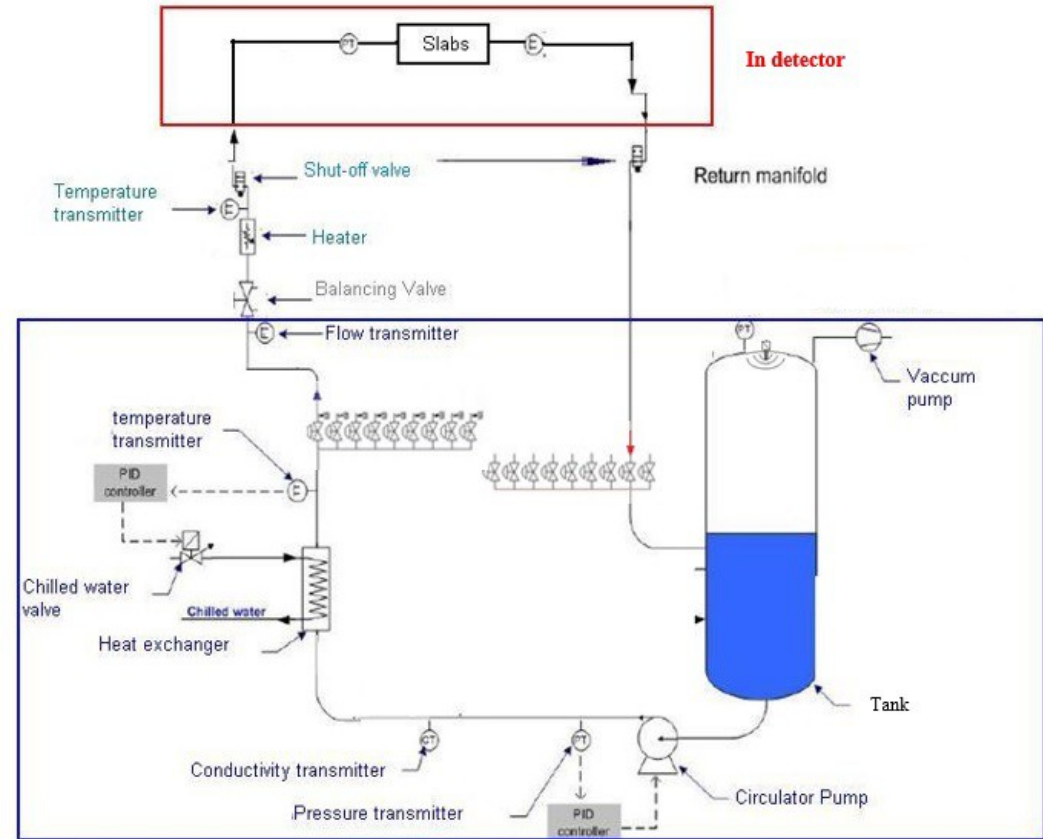 PT
Slabs
E
In detector
Shut-off valve
Return manifold
Temperature
transmitter
E
Heater
Balancing Valve
E
Flow transmitter
PT
Vaccum
pump
temperature
transmitter
PID
controller
E
Chilled water
valve
Chilled water
Heat exchanger
Tank
CT
PT
Conductivity transmitter
Pressure transmitter
Circulator Pump
PID
controller